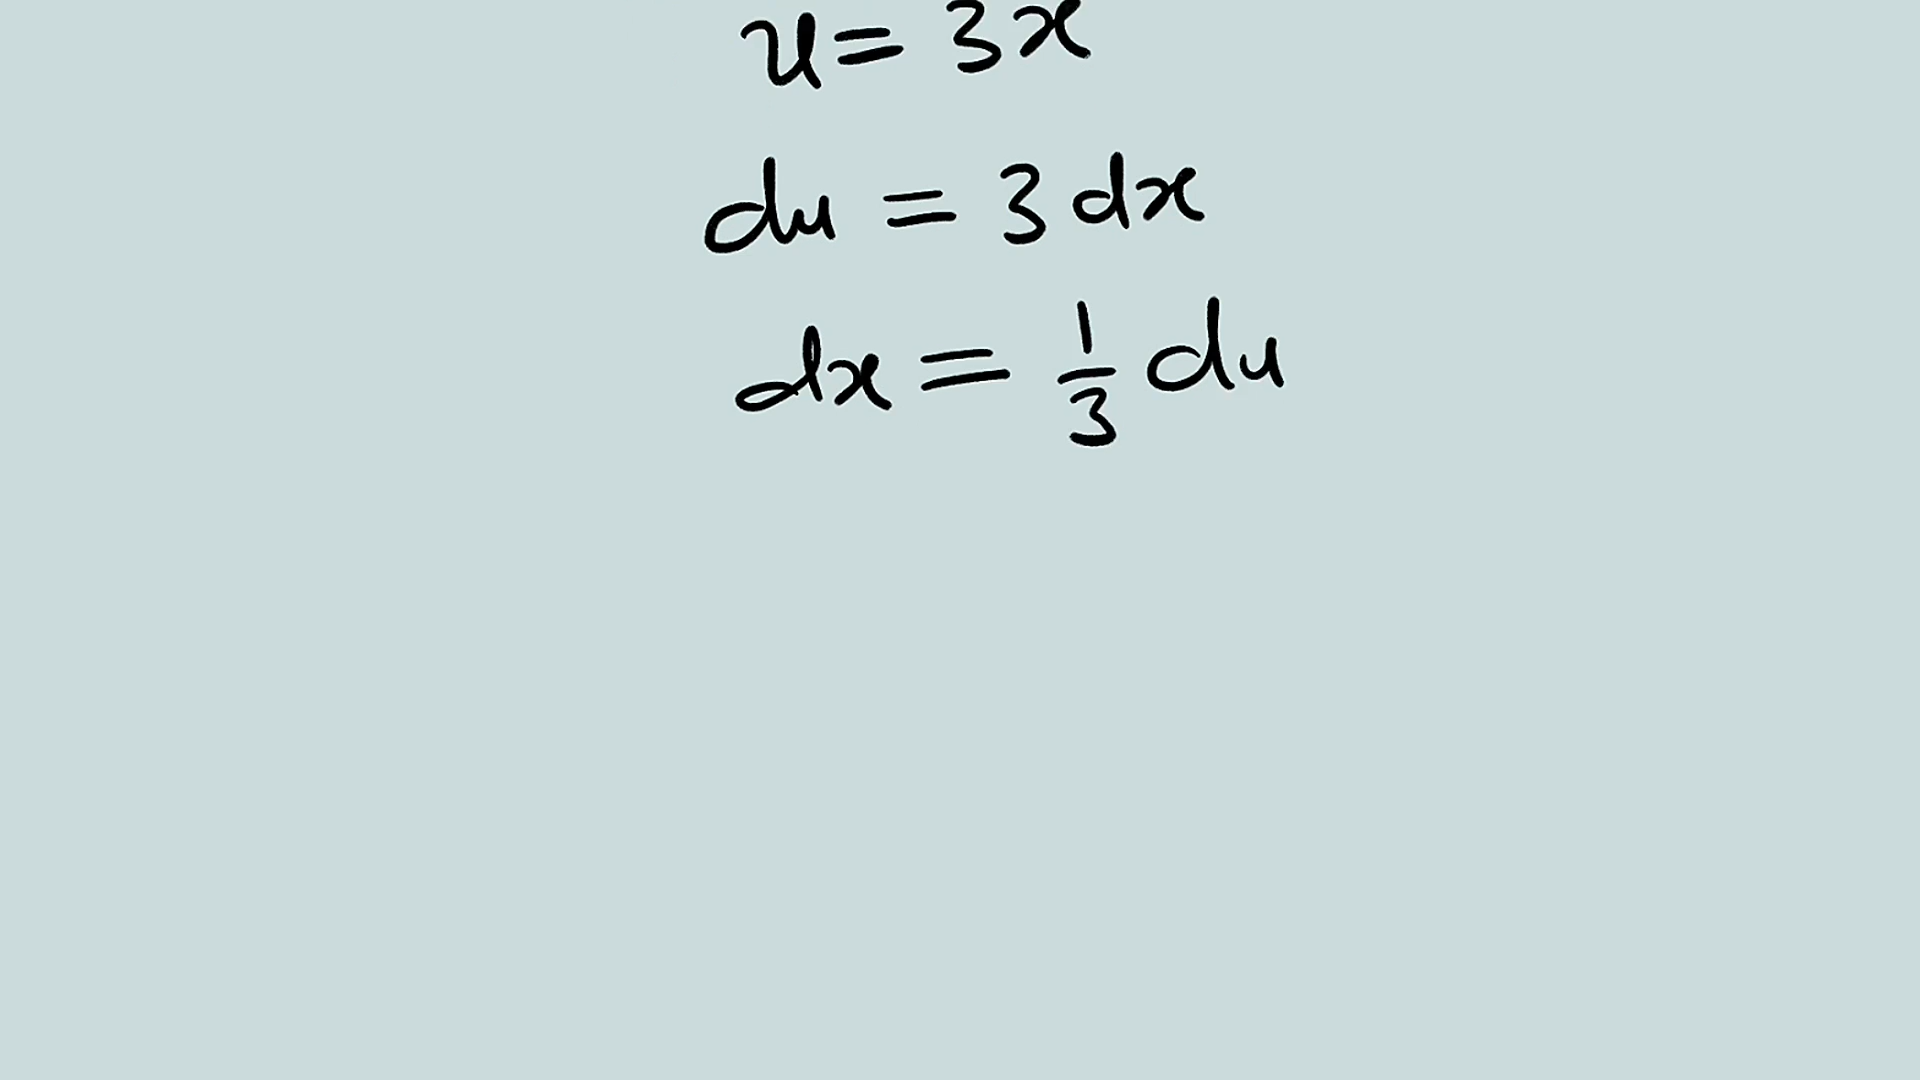 u = 3x
du = 3 dx
dx = 1/3 du